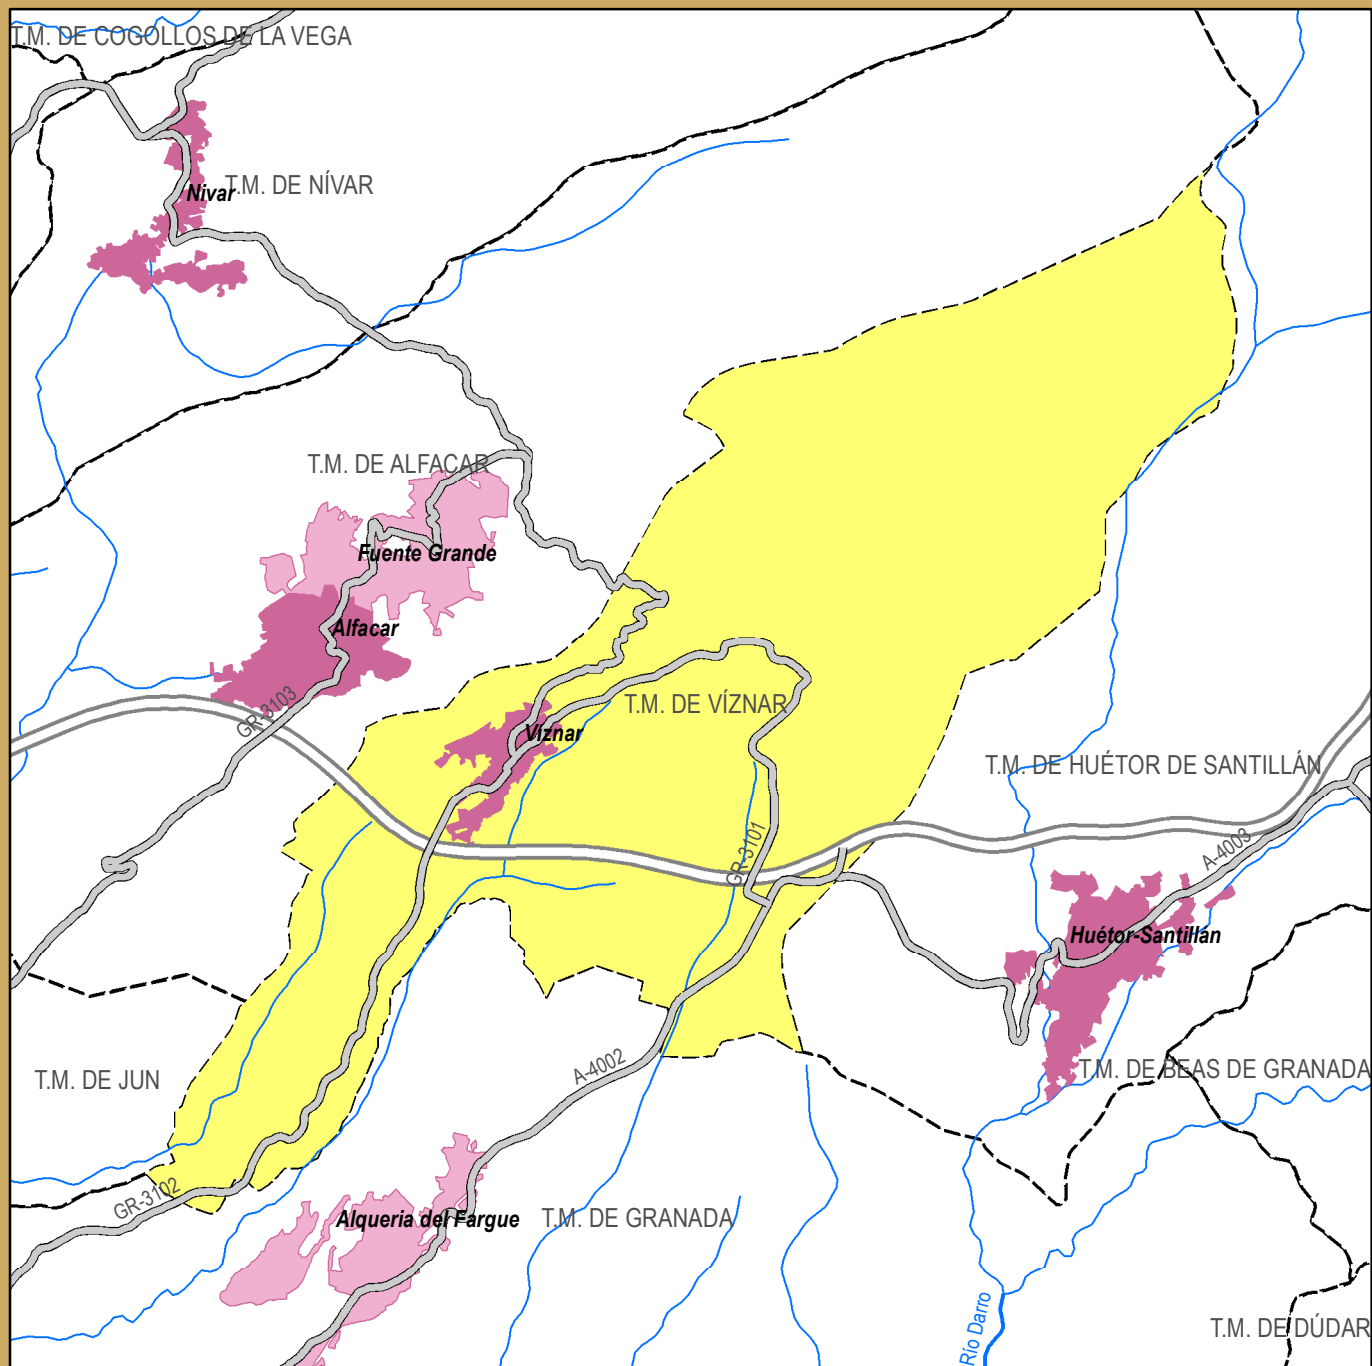 T.M. DE COGOLLOS DE LA VEGA
T.M. DE NÍVAR
Nivar
T.M. DE ALFACAR
Fuente Grande
Alfacar
GR-3103
T.M. DE VÍZNAR
Víznar
T.M. DE HUÉTOR DE SANTILLÁN
GR-3101
A-4003
Huétor-Santillán
A-4002
T.M. DE JUN
T.M. DE BEAS DE GRANADA
GR-3102
Alqueria del Fargue
T.M. DE GRANADA
Río Darro
T.M. DE DÚDAR